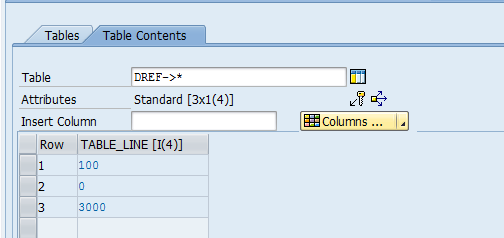 Tables Table Contents
Table DREF->*
Attributes Standard [3x1(4)]
Insert Column Columns ...
Row TABLE_LINE [I(4)]
1 100
2 0
3 3000